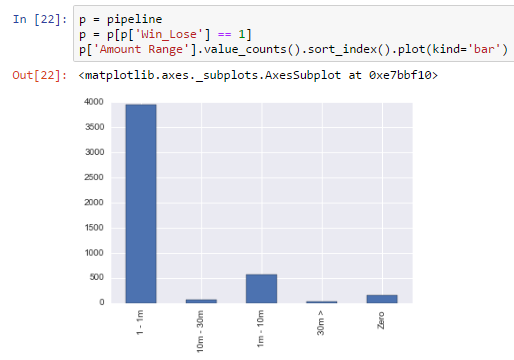 In [22]: p = pipeline
p = p[p['Win_Lose'] == 1]
p['Amount Range'].value_counts().sort_index().plot(kind='bar')
Out[22]: <matplotlib.axes._subplots.AxesSubplot at 0xe7bbf10>
4000
3500
3000
2500
2000
1500
1000
500
0
1 - 1m
10m - 30m
1m - 10m
30m >
Zero